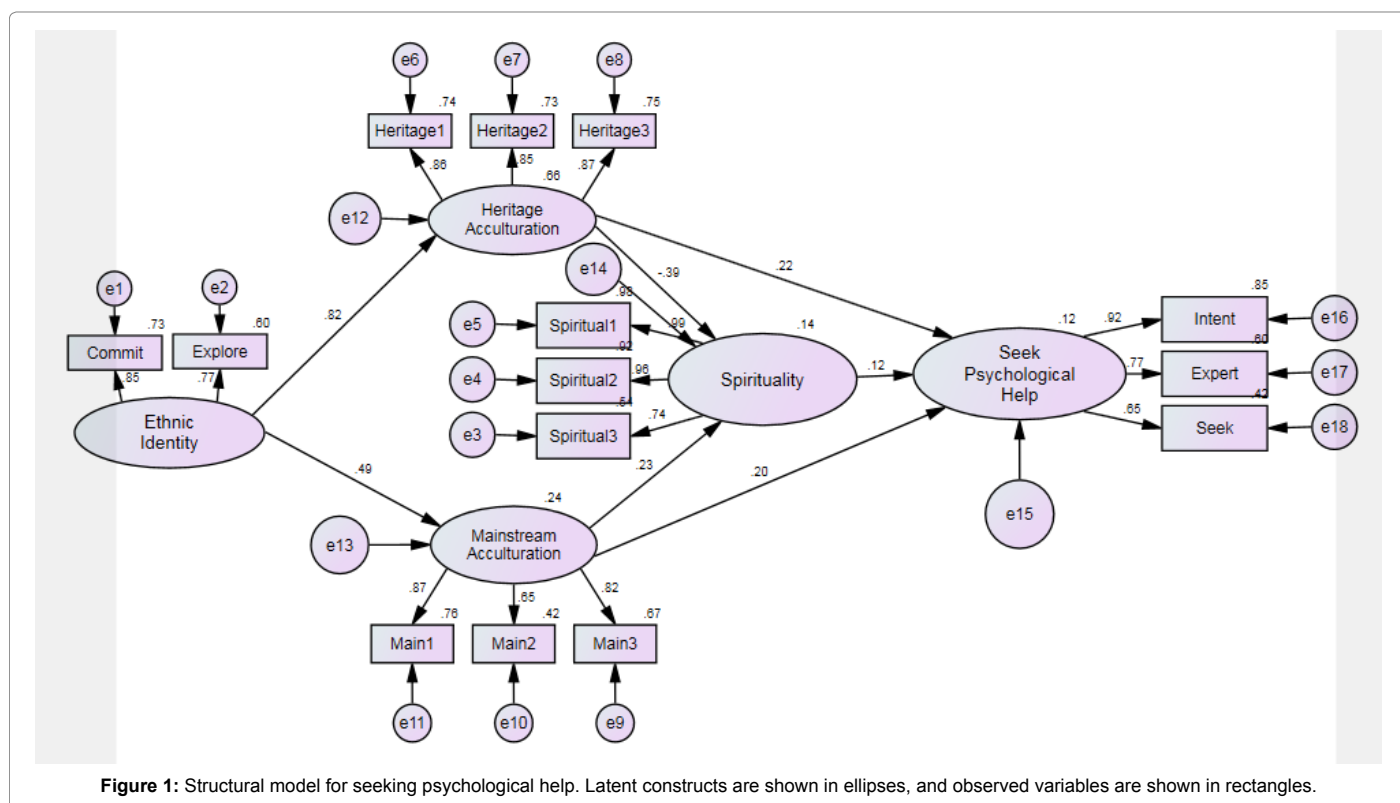 e6
e7
e8
.74
.73
.75
Heritage1
Heritage2
Heritage3
.86
.85
.87
.66
e12
Heritage
Acculturation
e14
-.39
.22
e1
e2
.82
.73
.60
Commit
Explore
.85
.77
Ethnic
Identity
.98
e5
Spiritual1
.99
.92
e4
Spiritual2
.96
.54
e3
Spiritual3
.74
.14
Spirituality
.12
.23
.12
Seek
Psychological
Help
.92
.85
Intent
e16
.60
.77
Expert
e17
.42
.65
Seek
e18
.49
.20
.24
e13
Mainstream
Acculturation
e15
.87
.65
.82
.76
.42
.67
Main1
Main2
Main3
e11
e10
e9
Figure 1: Structural model for seeking psychological help. Latent constructs are shown in ellipses, and observed variables are shown in rectangles.